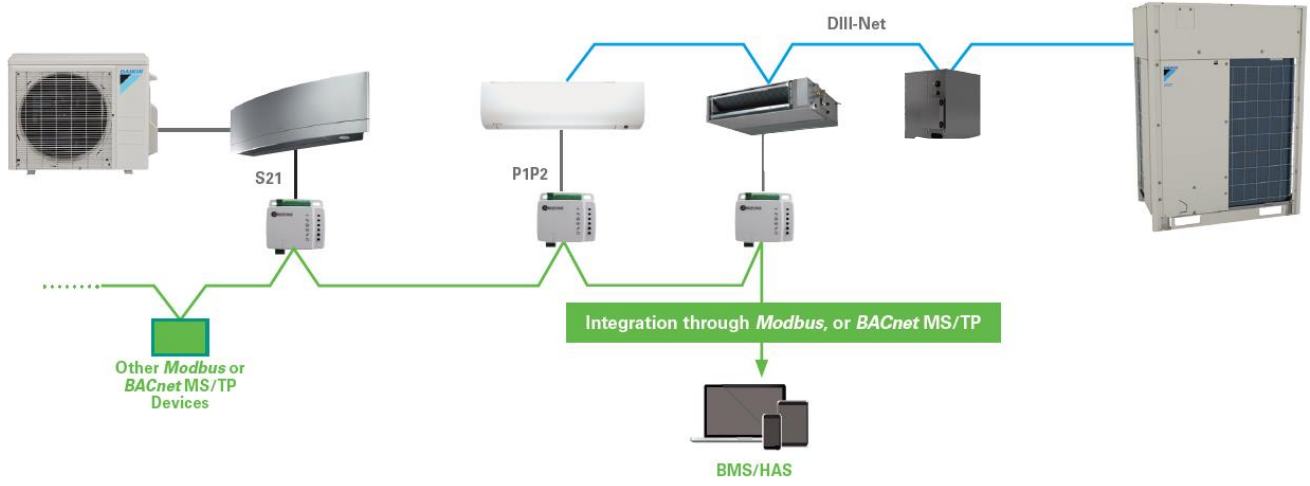 DIII-Net
DAIKIN
S21
P1P2
Integration through Modbus, or BACnet MS/TP
Other Modbus or
BACnet MS/TP
Devices
BMS/HAS